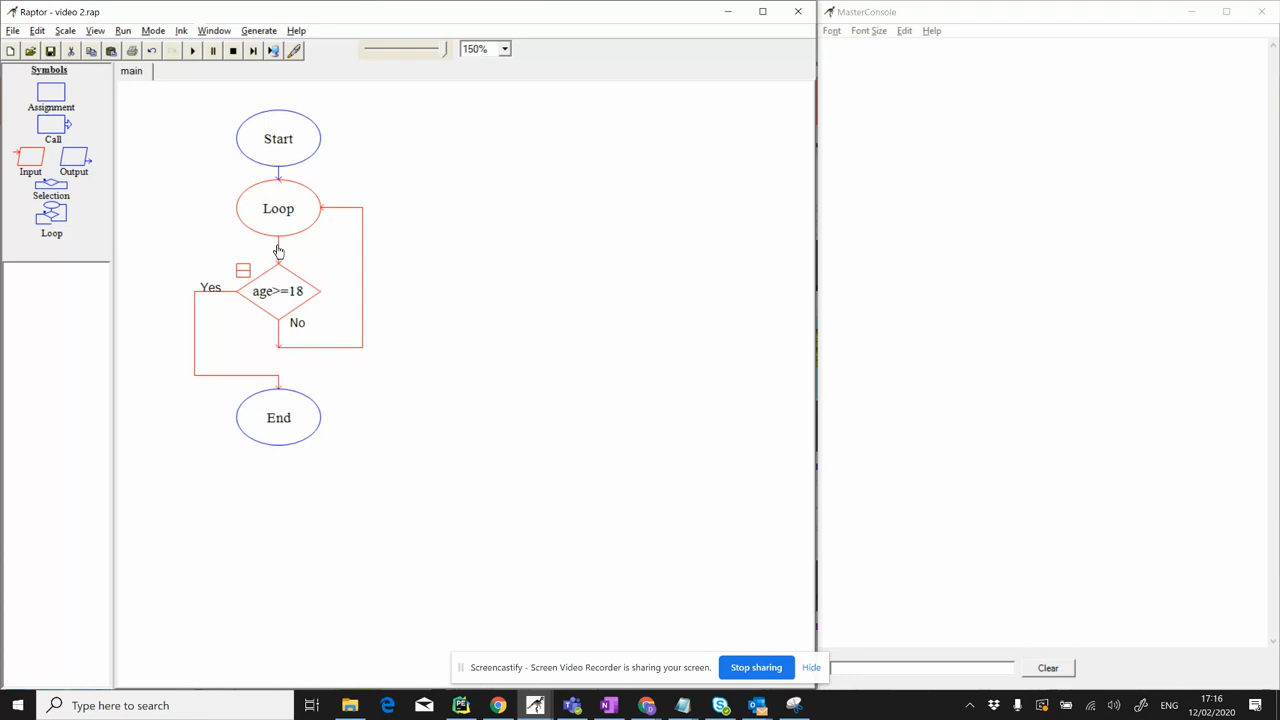 Raptor - video 2.rap
File Edit Scale View Run Mode Ink Window Generate Help
150%
Symbols
Assignment
Call
Input Output
Selection
Loop
main
Start
Loop
Yes
age>=18
No
End
MasterConsole
Font Font Size Edit Help
Clear
Screencastify - Screen Video Recorder is sharing your screen.
Stop sharing
Hide
Type here to search
ENG
17:16
12/02/2020